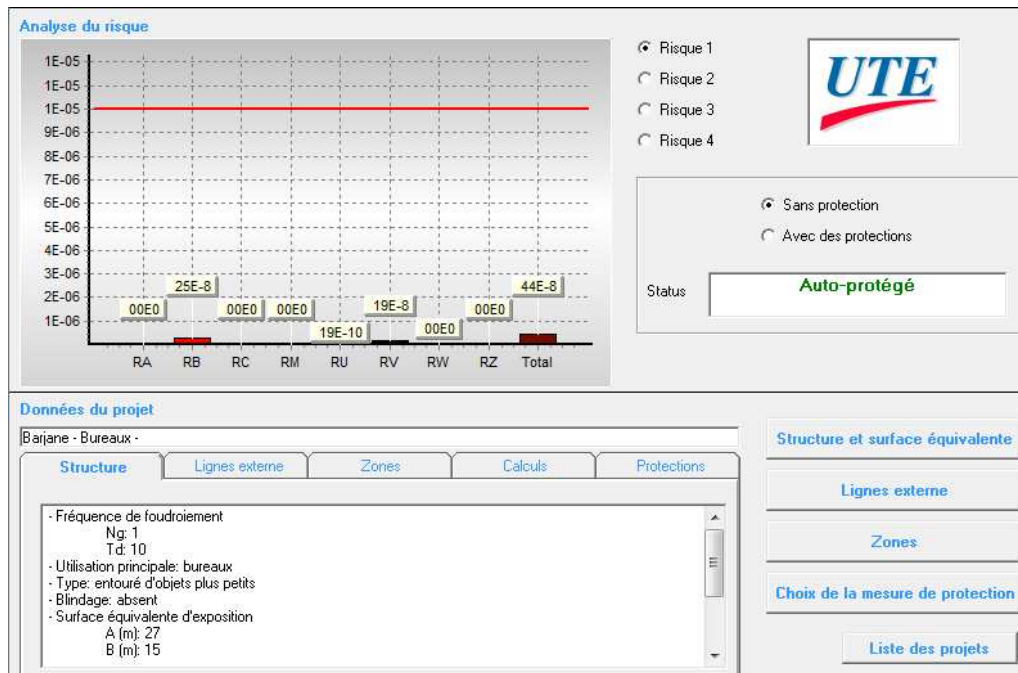 Analyse du risque
1E-05
1E-05
1E-05
9E-06
8E-06
7E-06
6E-06
5E-06
4E-06
3E-06
2E-06
1E-06
00E0
25E-8
00E0
00E0
19E-10
19E-8
00E0
00E0
44E-8
RA RB RC RM RU RV RW RZ Total
Risque 1
Risque 2
Risque 3
Risque 4
UTE
Sans protection
Avec des protections
Status
Auto-protégé
Données du projet
Barjane - Bureaux -
Structure Lignes externe Zones Calculs Protections
- Fréquence de foudroiement
Ng: 1
Td: 10
- Utilisation principale: bureaux
- Type: entouré d'objets plus petits
- Blindage: absent
- Surface équivalente d'exposition
A (m): 27
B (m): 15
Structure et surface équivalente
Lignes externe
Zones
Choix de la mesure de protection
Liste des projets